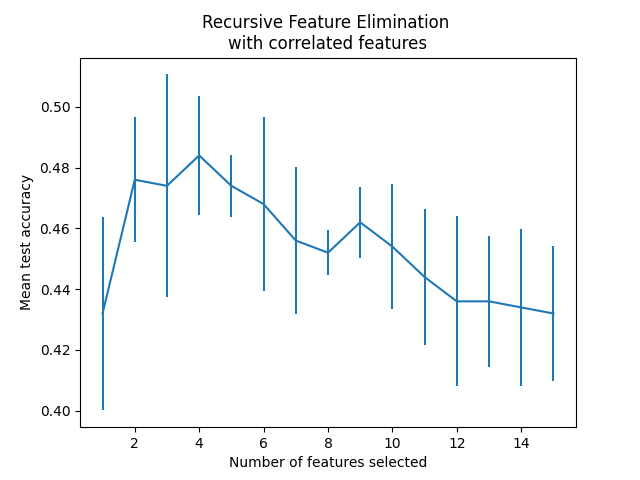 Recursive Feature Elimination
with correlated features
Mean test accuracy
0.50
0.48
0.46
0.44
0.42
0.40
2 4 6 8 10 12 14
Number of features selected